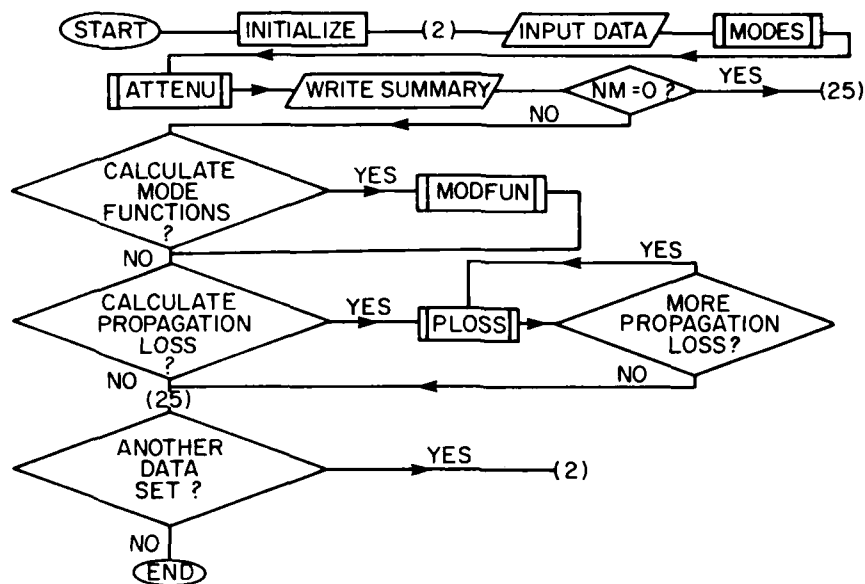 START
INITIALIZE
(2)
INPUT DATA
MODES
ATTENU
WRITE SUMMARY
NM=0?
YES
(25)
NO
CALCULATE
MODE
FUNCTIONS
?
YES
MODFUN
NO
CALCULATE
PROPAGATION
LOSS
?
YES
PLOSS
YES
MORE
PROPAGATION
LOSS?
NO
NO
(25)
ANOTHER
DATA
SET ?
YES
(2)
NO
END